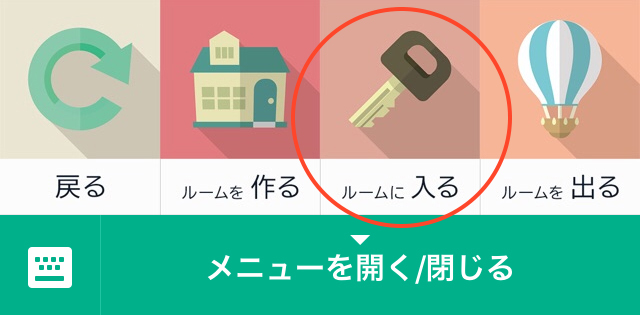 戻る
ルームを 作る
ルームに 入る
ルームを 出る
メニューを開く/閉じる